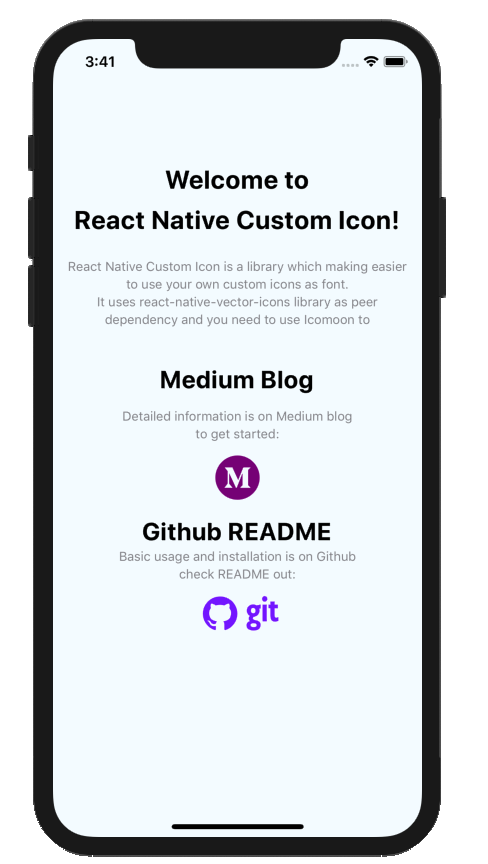 3:41
Welcome to
React Native Custom Icon!
React Native Custom Icon is a library which making easier
to use your own custom icons as font.
It uses react-native-vector-icons library as peer
dependency and you need to use Icomoon to
Medium Blog
Detailed information is on Medium blog
to get started:
M
Github README
Basic usage and installation is on Github
check README out:
git